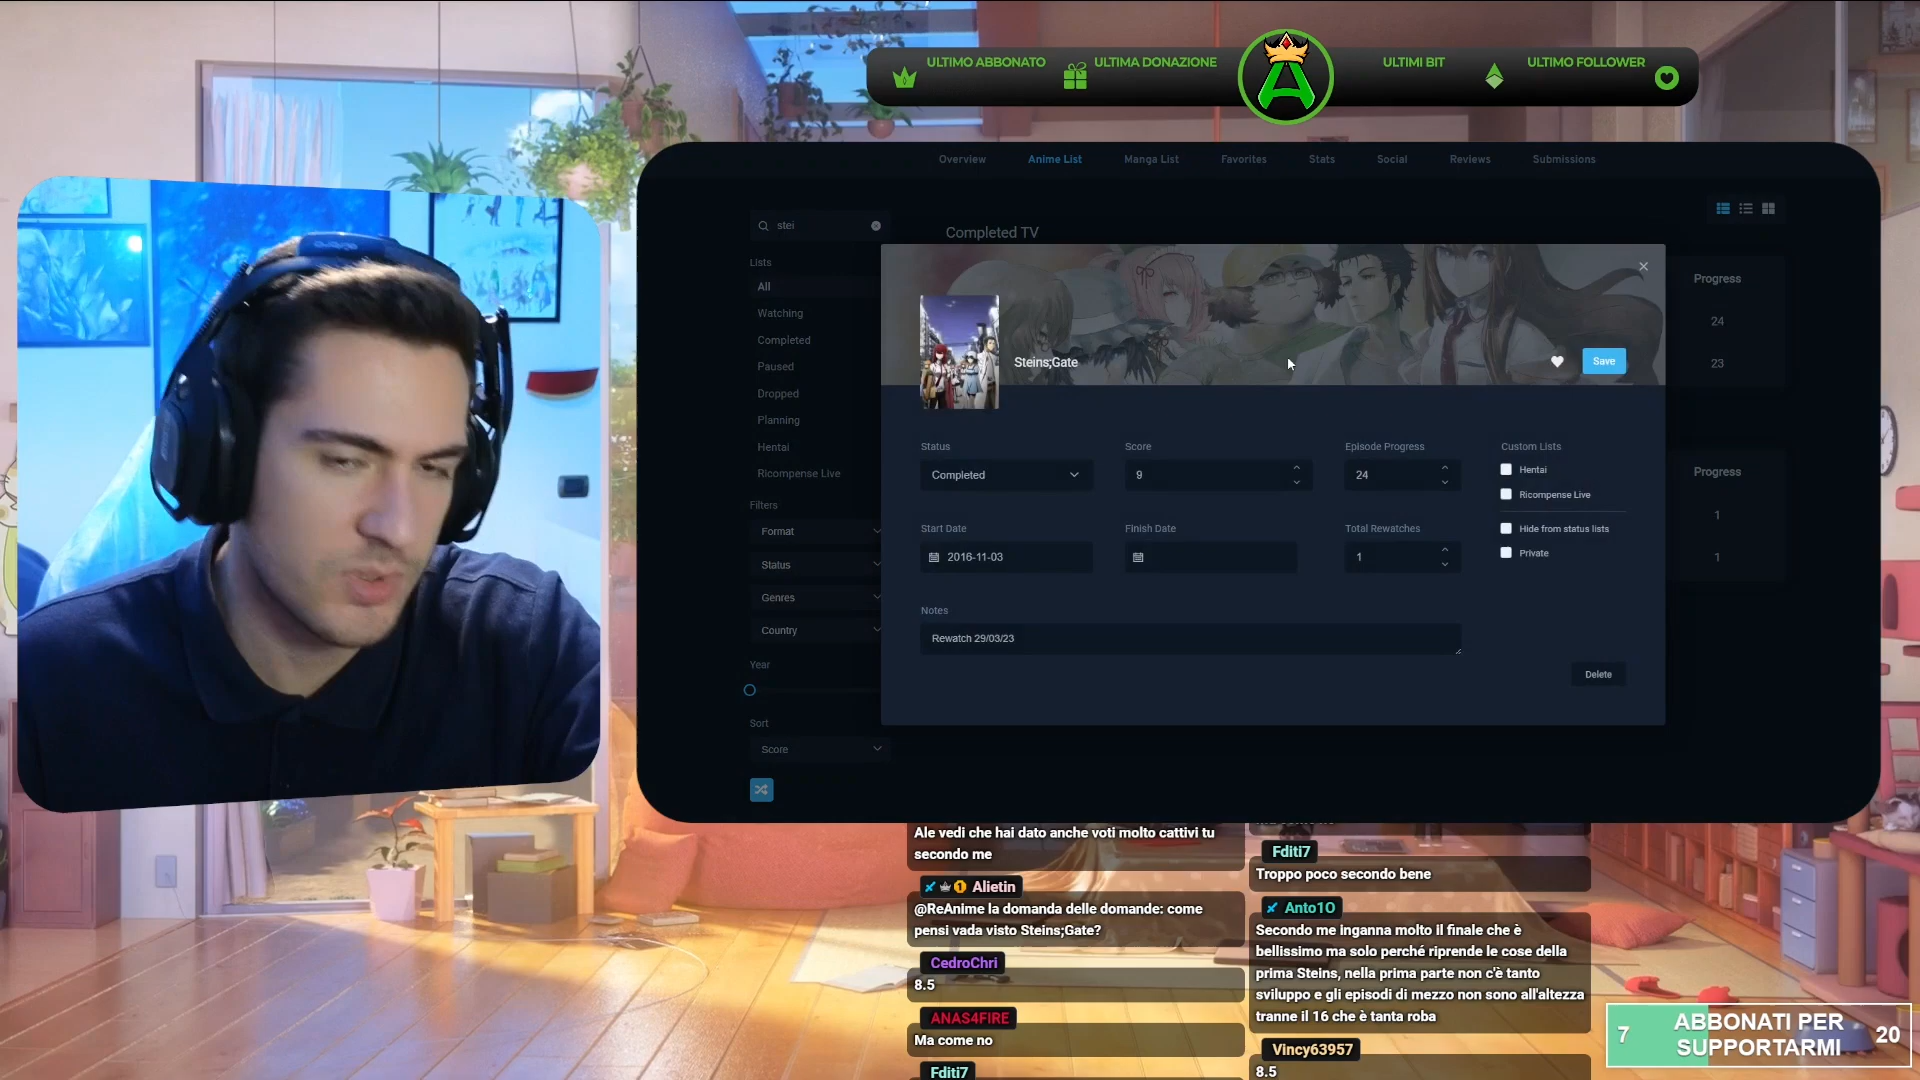 ULTIMO ABBONATO
ULTIMA DONAZIONE
A
ULTIMI BIT
ULTIMO FOLLOWER
Overview
Anime List
Manga List
Favorites
Stats
Social
Reviews
Submissions
stei
Completed TV
Lists
All
Watching
Completed
Paused
Dropped
Planning
Hentai
Ricompense Live
Filters
Format
Status
Genres
Country
Year
Sort
Score
Progress
24
23
Progress
1
1
Steins;Gate
Save
Status
Score
Episode Progress
Custom Lists
Completed
9
24
Hentai
Ricompense Live
Start Date
Finish Date
Total Rewatches
Hide from status lists
2016-11-03
1
Private
Notes
Rewatch 29/03/23
Delete
Ale vedi che hai dato anche voti molto cattivi tu
secondo me
1 Alietin
@ReAnime la domanda delle domande: come
pensi vada visto Steins;Gate?
CedroChri
8.5
ANAS4FIRE
Ma come no
Fditi7
Fditi7
Troppo poco secondo bene
Anto1O
Secondo me inganna molto il finale che è
bellissimo ma solo perché riprende le cose della
prima Steins, nella prima parte non c'è tanto
sviluppo e gli episodi di mezzo non sono all'altezza
tranne il 16 che è tanta roba
Vincy63957
8.5
7
ABBONATI PER
SUPPORTARMI
20